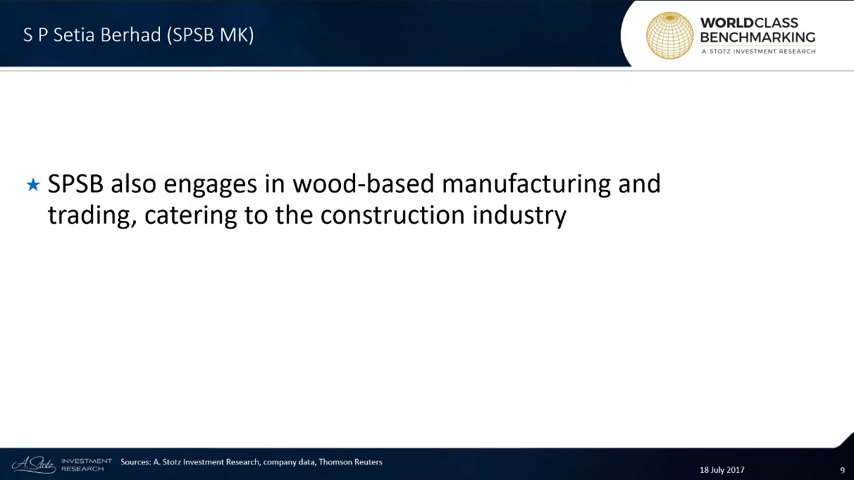 S P Setia Berhad (SPSB MK)
WORLDCLASS
BENCHMARKING
A. STOTZ INVESTMENT RESEARCH
★ SPSB also engages in wood-based manufacturing and
trading, catering to the construction industry
A. Stotz INVESTMENT
RESEARCH
Sources: A. Stotz Investment Research, company data, Thomson Reuters
18 July 2017
9